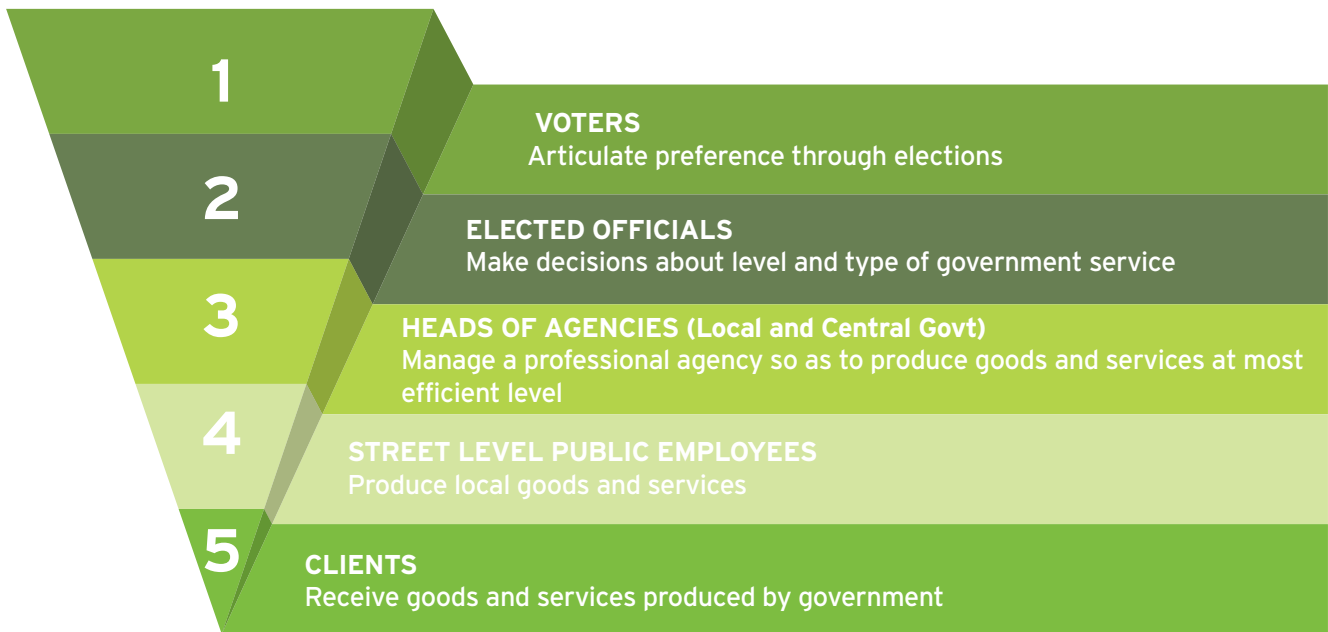 1
VOTERS
Articulate preference through elections
2
ELECTED OFFICIALS
Make decisions about level and type of government service
3
HEADS OF AGENCIES (Local and Central Govt)
Manage a professional agency so as to produce goods and services at most
efficient level
4
STREET LEVEL PUBLIC EMPLOYEES
Produce local goods and services
5
CLIENTS
Receive goods and services produced by government